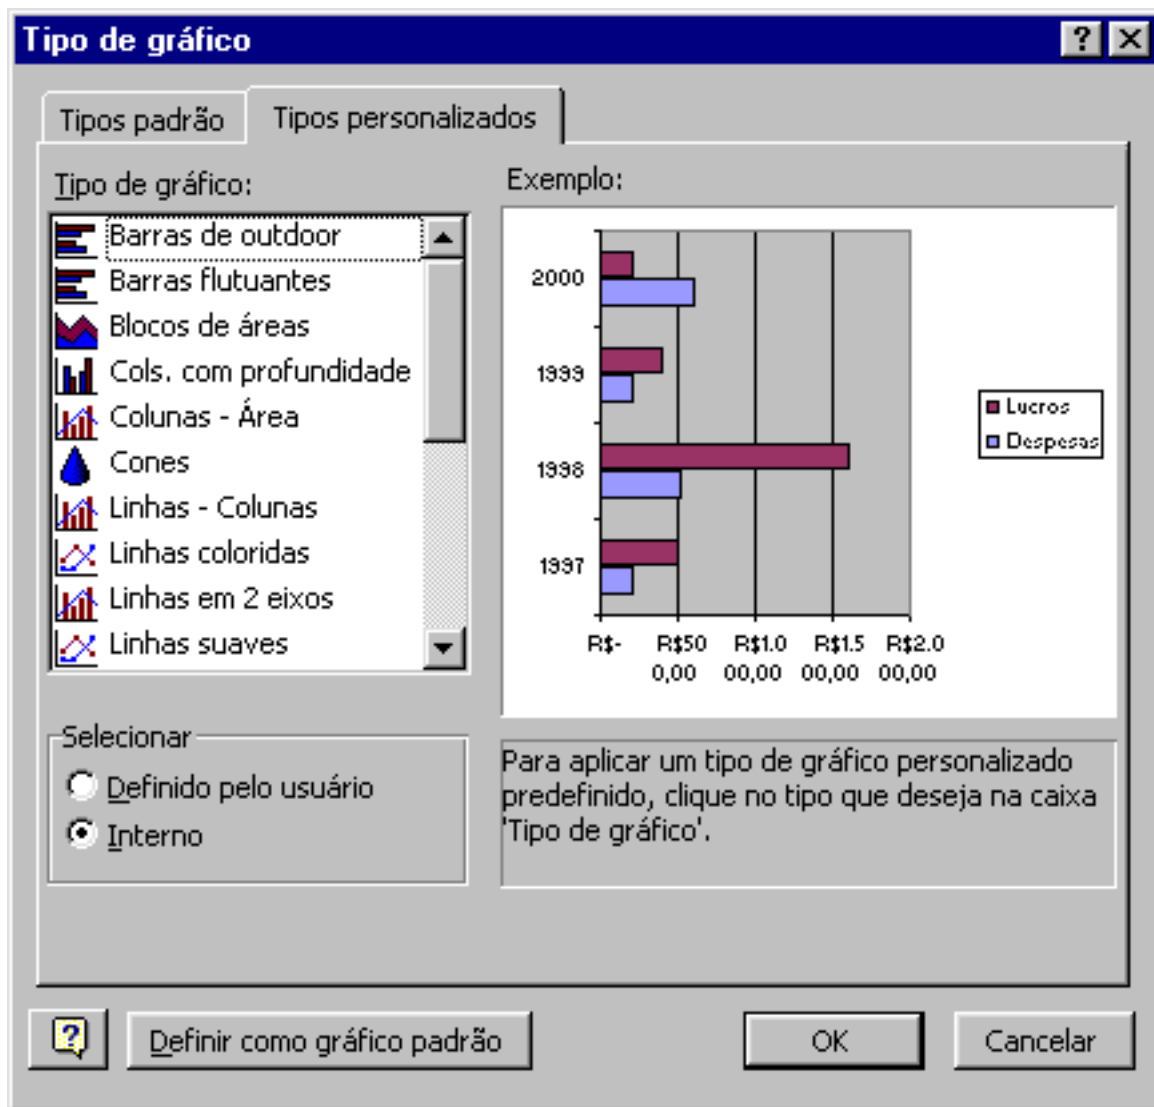 Tipo de gráfico
Tipos padrão
Tipos personalizados
Tipo de gráfico:
Barras de outdoor
Barras flutuantes
Blocos de áreas
Cols. com profundidade
Colunas - Área
Cones
Linhas - Colunas
Linhas coloridas
Linhas em 2 eixos
Linhas suaves
Exemplo:
2000
1999
1998
1997
R$- R$50 R$1.0 R$1.5 R$2.0
0,00 00,00 00,00 00,00
Lucros
Despesas
Selecionar
Definido pelo usuário
Interno
Para aplicar um tipo de gráfico personalizado
predefinido, clique no tipo que deseja na caixa
'Tipo de gráfico'.
Definir como gráfico padrão
OK
Cancelar